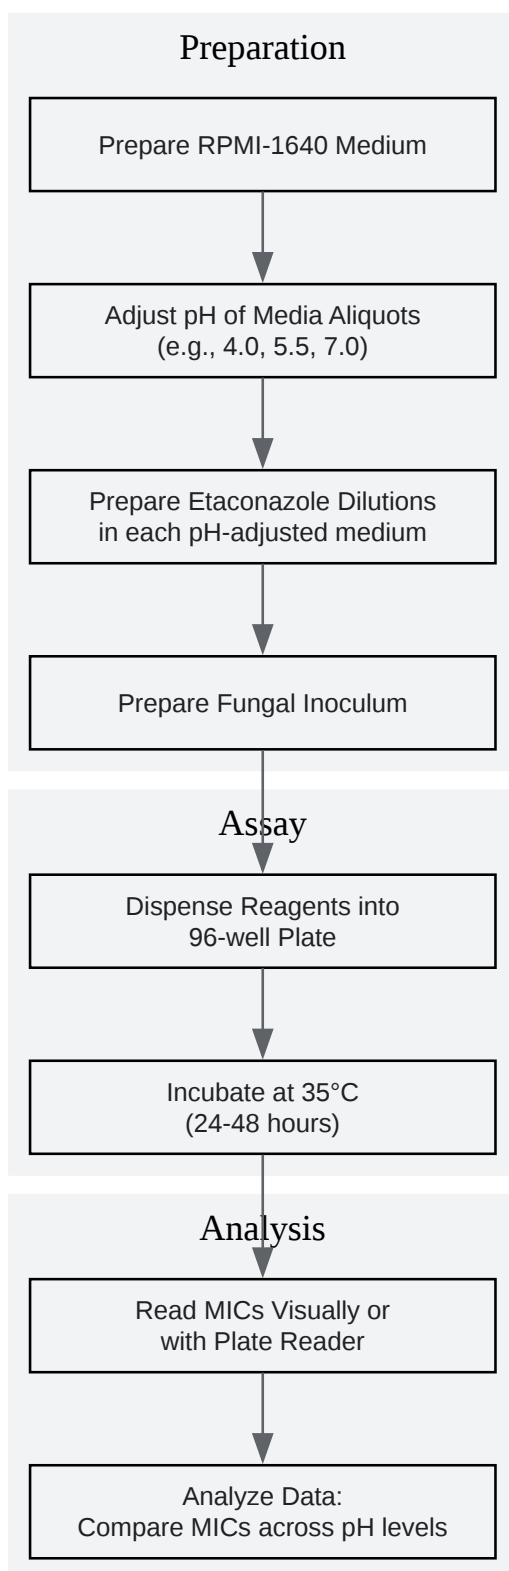 Preparation
Prepare RPMI-1640 Medium
Adjust pH of Media Aliquots
(e.g., 4.0, 5.5, 7.0)
Prepare Etaconazole Dilutions
in each pH-adjusted medium
Prepare Fungal Inoculum
Assay
Dispense Reagents into
96-well Plate
Incubate at 35°C
(24-48 hours)
Analysis
Read MICs Visually or
with Plate Reader
Analyze Data:
Compare MICs across pH levels